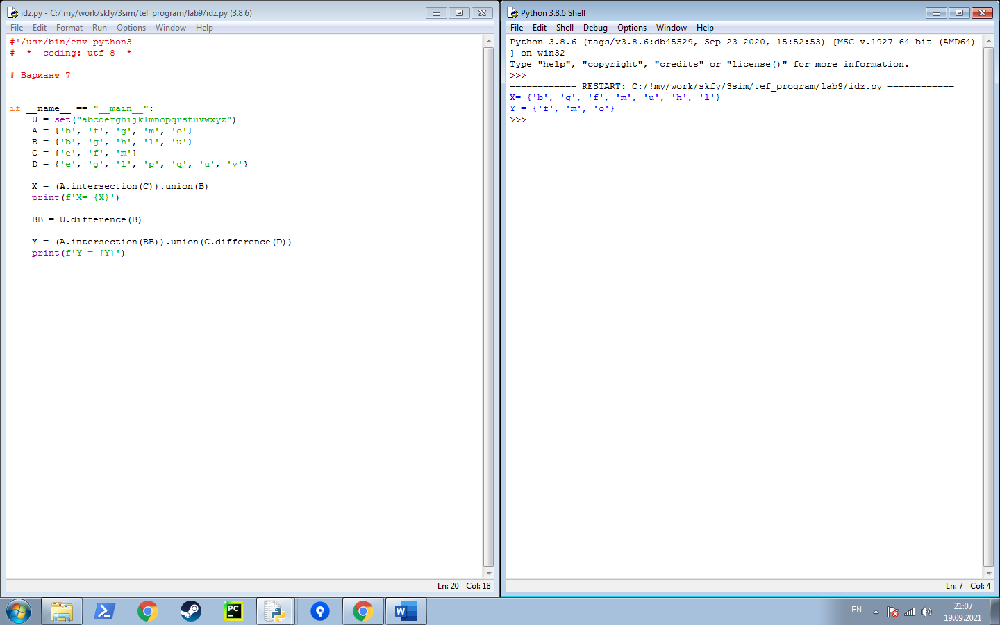 idz.py - C:/!my/work/skfy/3sim/tef_program/lab9/idz.py (3.8.6)
File Edit Format Run Options Window Help
#!/usr/bin/env python3
# -*- coding: utf-8 -*-
# Вариант 7
if __name__ == "__main__":
    U = set("abcdefghijklmnopqrstuvwxyz")
    A = {'b', 'f', 'g', 'm', 'o'}
    B = {'b', 'g', 'h', 'l', 'u'}
    C = {'e', 'f', 'm'}
    D = {'e', 'g', 'l', 'p', 'q', 'u', 'v'}
    X = (A.intersection(C)).union(B)
    print(f'X= {X}')
    BB = U.difference(B)
    Y = (A.intersection(BB)).union(C.difference(D))
    print(f'Y = {Y}')
Ln: 20 Col: 18
Python 3.8.6 Shell
File Edit Shell Debug Options Window Help
Python 3.8.6 (tags/v3.8.6:db45529, Sep 23 2020, 15:52:53) [MSC v.1927 64 bit (AMD64)
] on win32
Type "help", "copyright", "credits" or "license()" for more information.
>>>
============ RESTART: C:/!my/work/skfy/3sim/tef_program/lab9/idz.py ============
X= {'b', 'g', 'f', 'm', 'u', 'h', 'l'}
Y = {'f', 'm', 'o'}
>>>
Ln: 7 Col: 4
PC
W
EN
21:07
19.09.2021